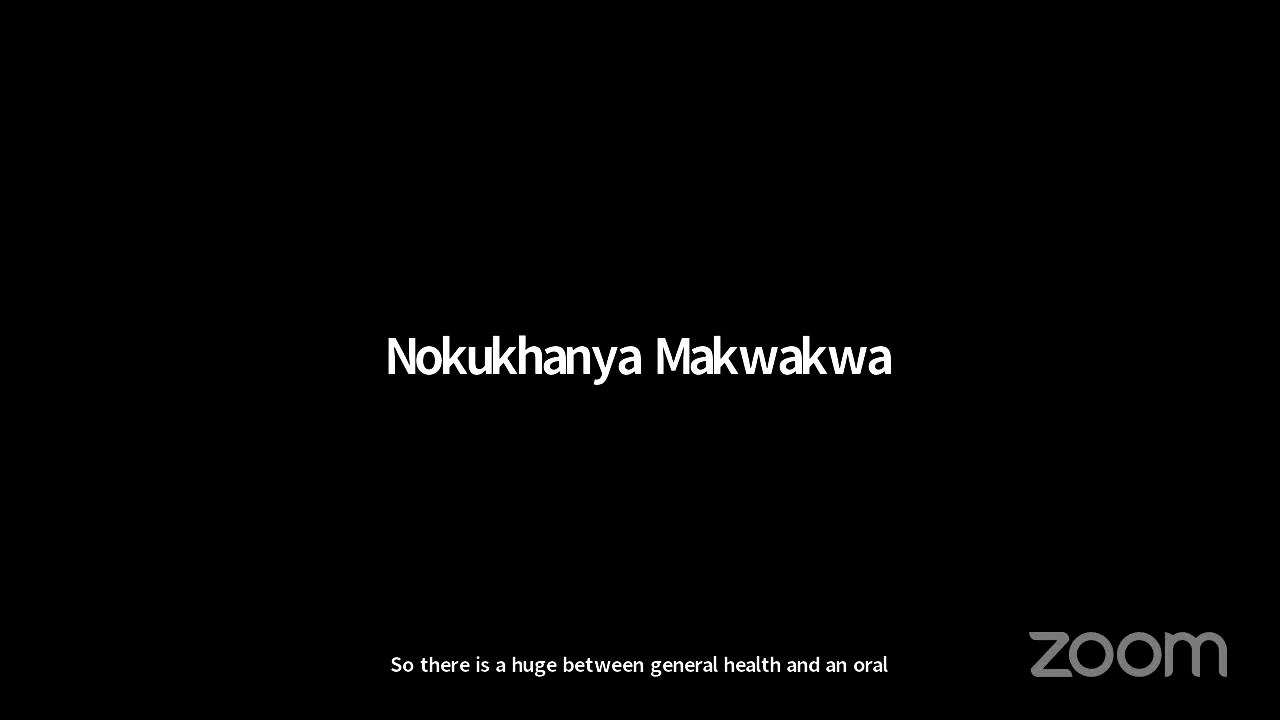 Nokukhanya Makwakwa
So there is a huge between general health and an oral
zoom